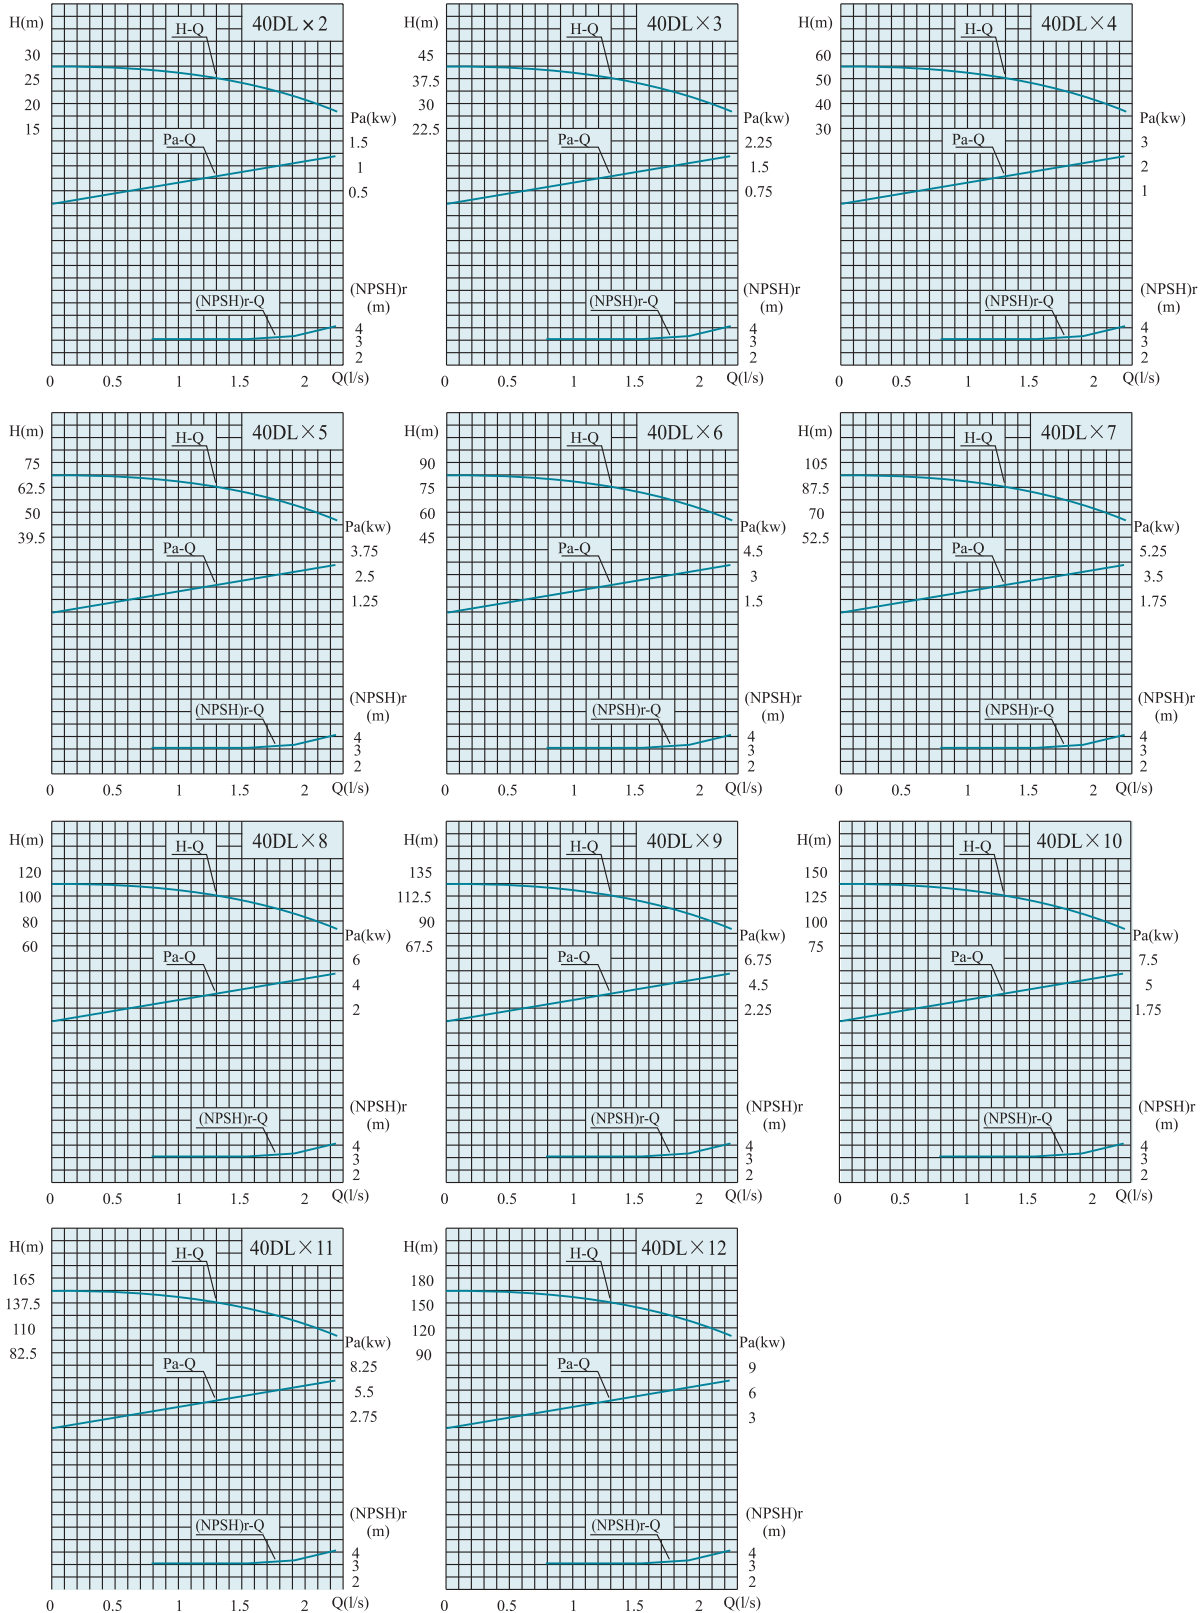 H(m) H-Q 40DL×2
30
25
20
15 Pa(kw)
Pa-Q 1.5
1
0.5
(NPSH)r
(NPSH)r-Q (m)
4
3
2
0 0.5 1 1.5 2 Q(l/s)
H(m) H-Q 40DL×3
45
37.5
30
22.5 Pa(kw)
Pa-Q 2.25
1.5
0.75
(NPSH)r
(NPSH)r-Q (m)
4
3
2
0 0.5 1 1.5 2 Q(l/s)
H(m) H-Q 40DL×4
60
50
40
30 Pa(kw)
Pa-Q 3
2
1
(NPSH)r
(NPSH)r-Q (m)
4
3
2
0 0.5 1 1.5 2 Q(l/s)
H(m) H-Q 40DL×5
75
62.5
50
39.5 Pa(kw)
Pa-Q 3.75
2.5
1.25
(NPSH)r
(NPSH)r-Q (m)
4
3
2
0 0.5 1 1.5 2 Q(l/s)
H(m) H-Q 40DL×6
90
75
60
45 Pa(kw)
Pa-Q 4.5
3
1.5
(NPSH)r
(NPSH)r-Q (m)
4
3
2
0 0.5 1 1.5 2 Q(l/s)
H(m) H-Q 40DL×7
105
87.5
70
52.5 Pa(kw)
Pa-Q 5.25
3.5
1.75
(NPSH)r
(NPSH)r-Q (m)
4
3
2
0 0.5 1 1.5 2 Q(l/s)
H(m) H-Q 40DL×8
120
100
80
60 Pa(kw)
Pa-Q 6
4
2
(NPSH)r
(NPSH)r-Q (m)
4
3
2
0 0.5 1 1.5 2 Q(l/s)
H(m) H-Q 40DL×9
135
112.5
90
67.5 Pa(kw)
Pa-Q 6.75
4.5
2.25
(NPSH)r
(NPSH)r-Q (m)
4
3
2
0 0.5 1 1.5 2 Q(l/s)
H(m) H-Q 40DL×10
150
125
100
75 Pa(kw)
Pa-Q 7.5
5
1.75
(NPSH)r
(NPSH)r-Q (m)
4
3
2
0 0.5 1 1.5 2 Q(l/s)
H(m) H-Q 40DL×11
165
137.5
110
82.5 Pa(kw)
Pa-Q 8.25
5.5
2.75
(NPSH)r
(NPSH)r-Q (m)
4
3
2
0 0.5 1 1.5 2 Q(l/s)
H(m) H-Q 40DL×12
180
150
120
90 Pa(kw)
Pa-Q 9
6
3
(NPSH)r
(NPSH)r-Q (m)
4
3
2
0 0.5 1 1.5 2 Q(l/s)